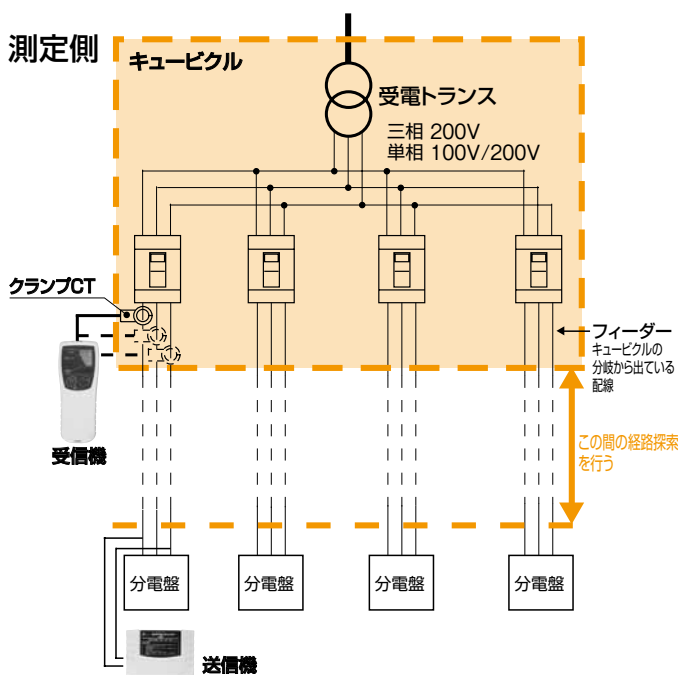 測定側
キュービクル
受電トランス
三相 200V
単相 100V/200V
クランプCT
フィーダー
キュービクルの
分岐から出ている
配線
この間の経路探索
を行う
受信機
分電盤
分電盤
分電盤
分電盤
送信機